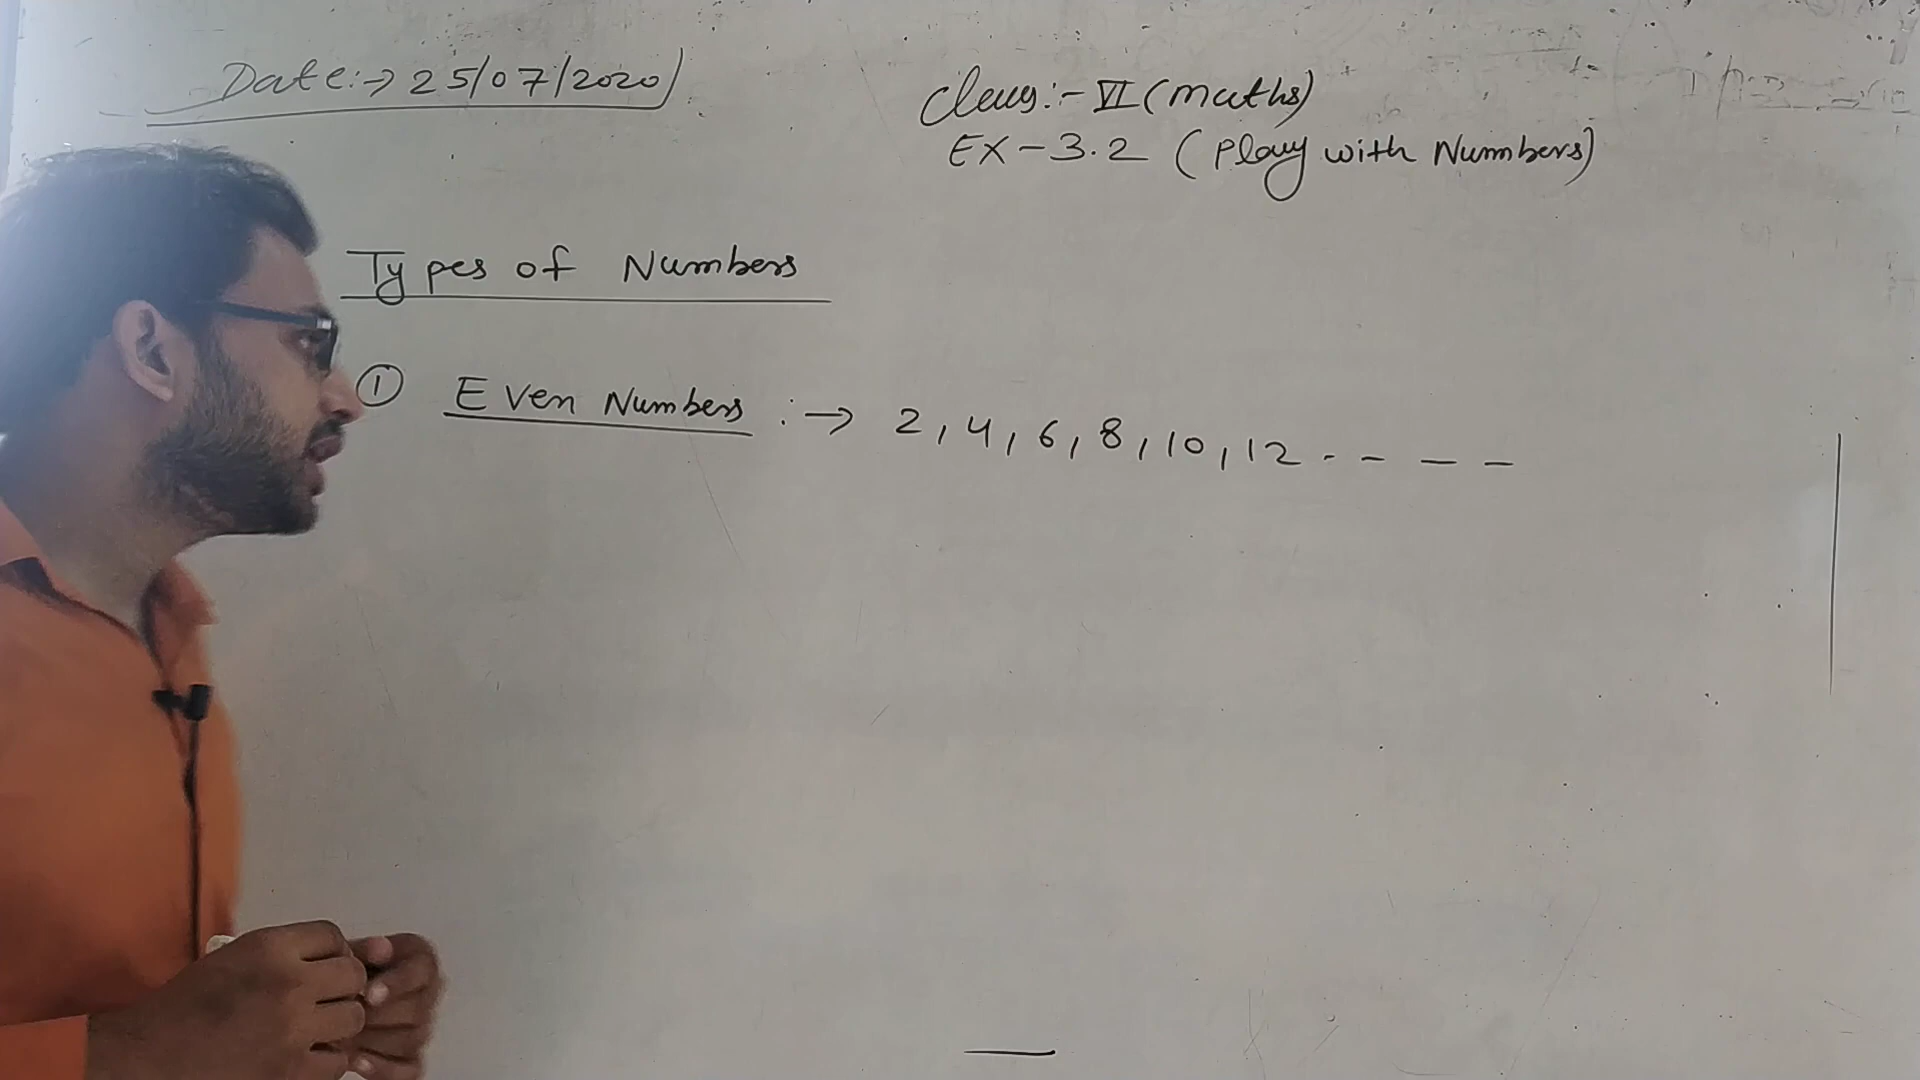 Date:→ 25/07/2020
Class:- VI (Maths)
EX-3.2 (Play with Numbers)
Types of Numbers
① Even Numbers :→ 2, 4, 6, 8, 10, 12 - - - -